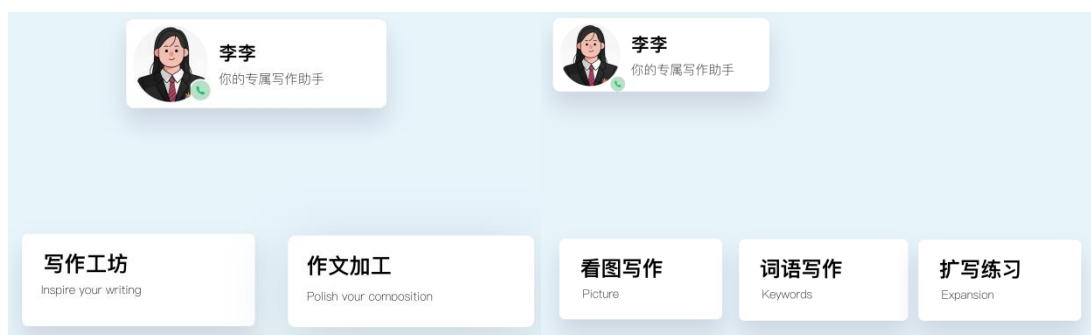 李李
你的专属写作助手
写作工坊
Inspire your writing
作文加工
Polish your composition
李李
你的专属写作助手
看图写作
Picture
词语写作
Keywords
扩写练习
Expansion